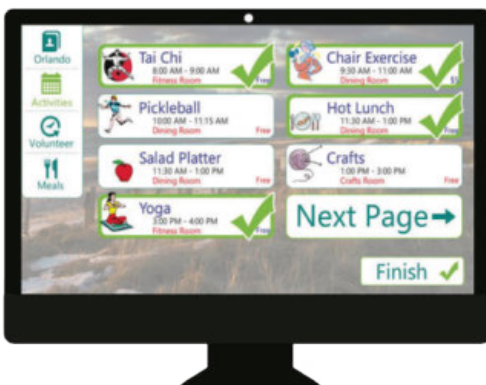 Orlando
Activities
Volunteer
Meals
Tai Chi
8:00 AM - 9:00 AM
Fitness Room
Free
Chair Exercise
9:30 AM - 11:00 AM
Dining Room
$5
Pickleball
10:00 AM - 11:15 AM
Dining Room
Free
Hot Lunch
11:30 AM - 1:00 PM
Dining Room
Free
Salad Platter
11:30 AM - 1:00 PM
Dining Room
Free
Crafts
1:00 PM - 3:00 PM
Crafts Room
Free
Yoga
3:00 PM - 4:00 PM
Fitness Room
Free
Next Page
Finish